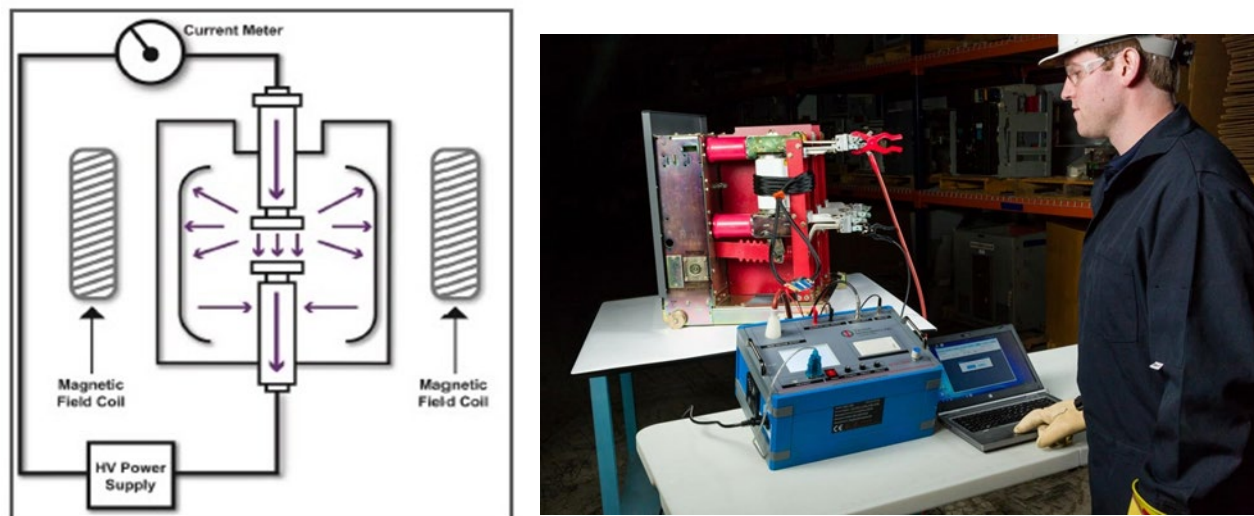 Current Meter
Magnetic
Field Coil
Magnetic
Field Coil
HV Power
Supply